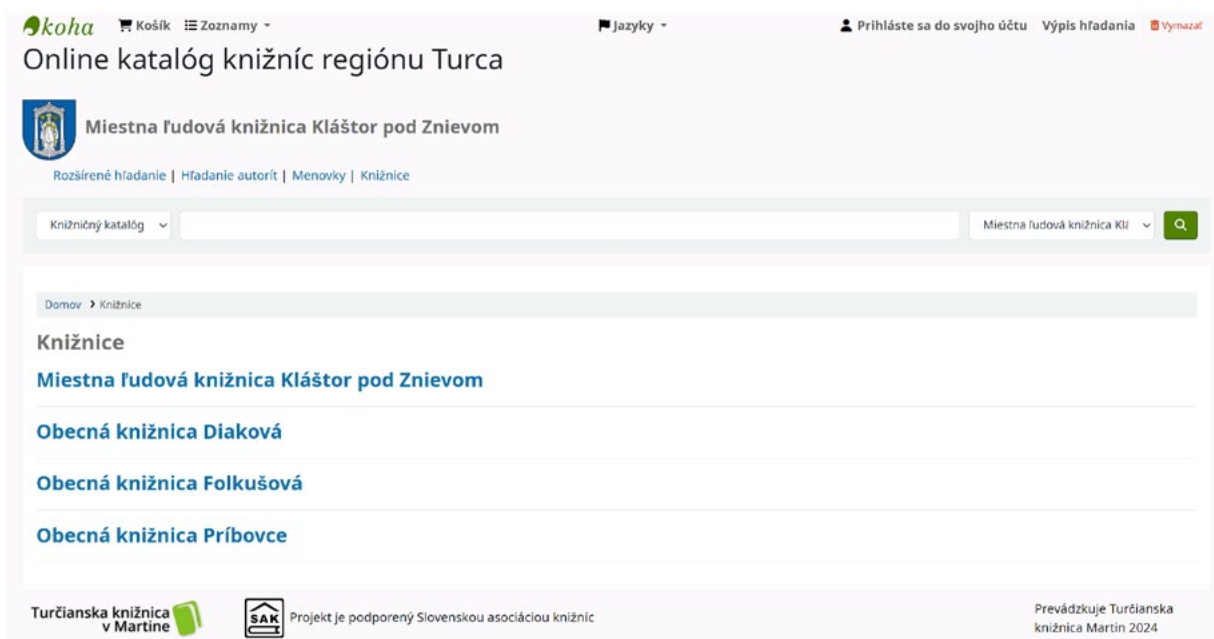 koha Košík Zoznamy Jazyky Prihláste sa do svojho účtu Výpis hľadania Vymazať
Online katalóg knižníc regiónu Turca
Miestna ľudová knižnica Kláštor pod Znievom
Rozšírené hľadanie | Hľadanie autorít | Menovky | Knižnice
Knižničný katalóg Miestna ľudová knižnica Klá
Domov > Knižnice
Knižnice
Miestna ľudová knižnica Kláštor pod Znievom
Obecná knižnica Diaková
Obecná knižnica Folkušová
Obecná knižnica Príbovce
Turčianska knižnica
v Martine
SAK Projekt je podporený Slovenskou asociáciou knižníc
Prevádzkuje Turčianska
knižnica Martin 2024